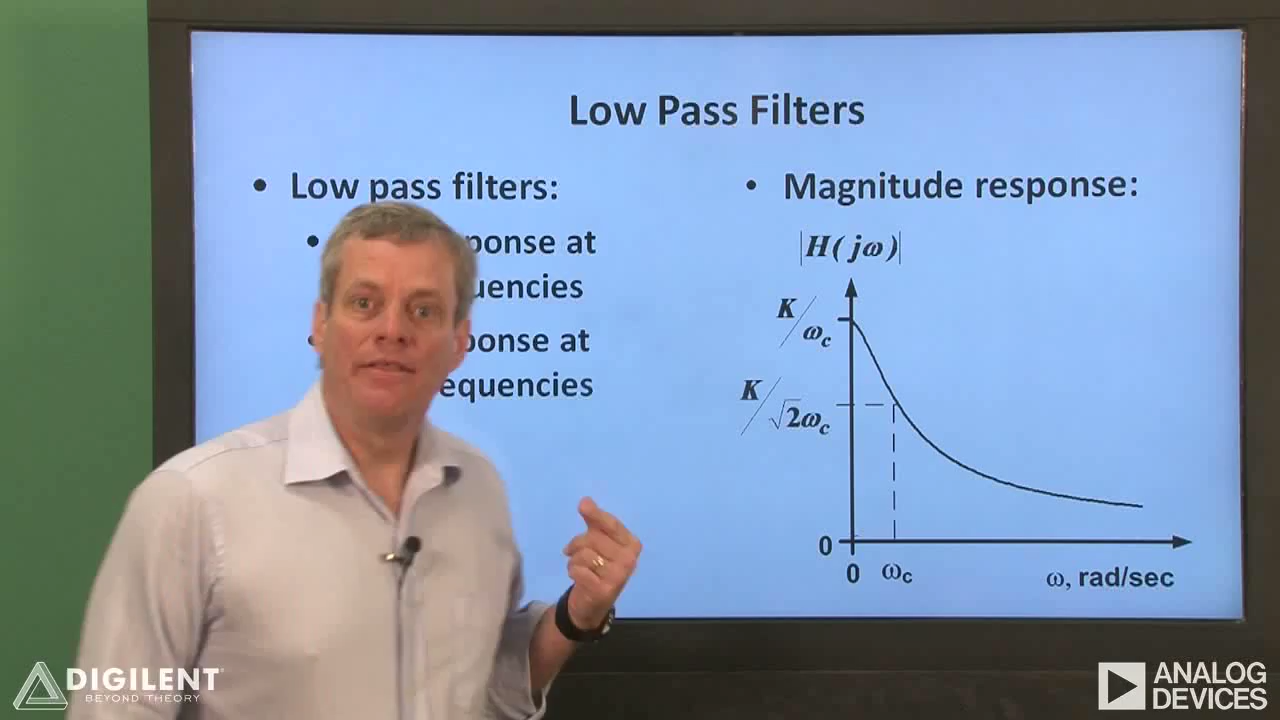 Low Pass Filters
• Low pass filters:
ponse at
uencies
ponse at
equencies
• Magnitude response:
|H(jω)|
K/ωc
K/√2ωc
0
0 ωc ω, rad/sec
DIGILENT
BEYOND THEORY
ANALOG
DEVICES